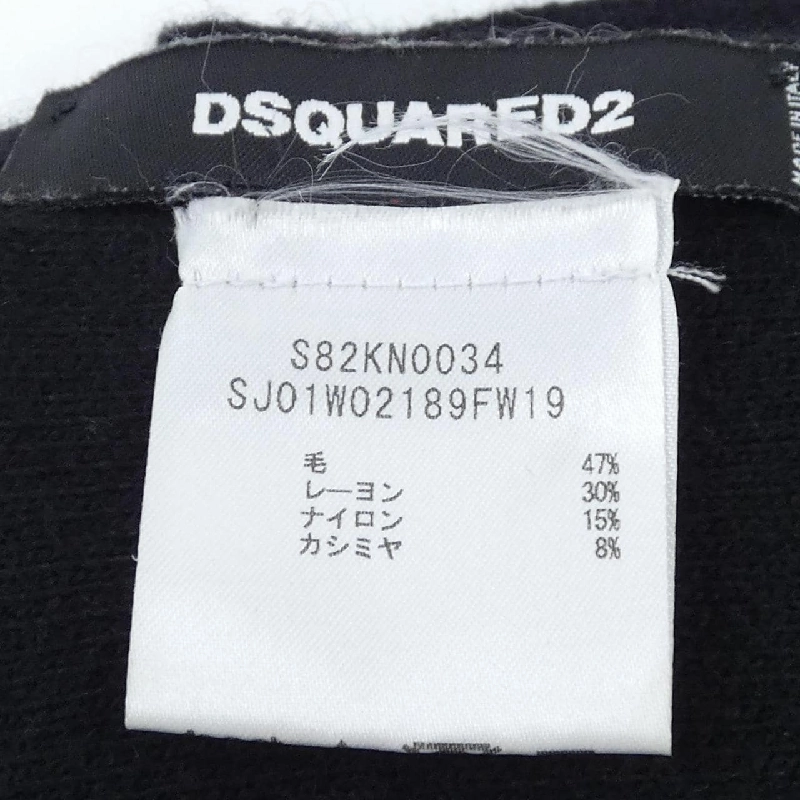 DSQUARED2
MADE IN ITALY
S82KN0034
SJ01W02189FW19
毛 47%
レーヨン 30%
ナイロン 15%
カシミヤ 8%